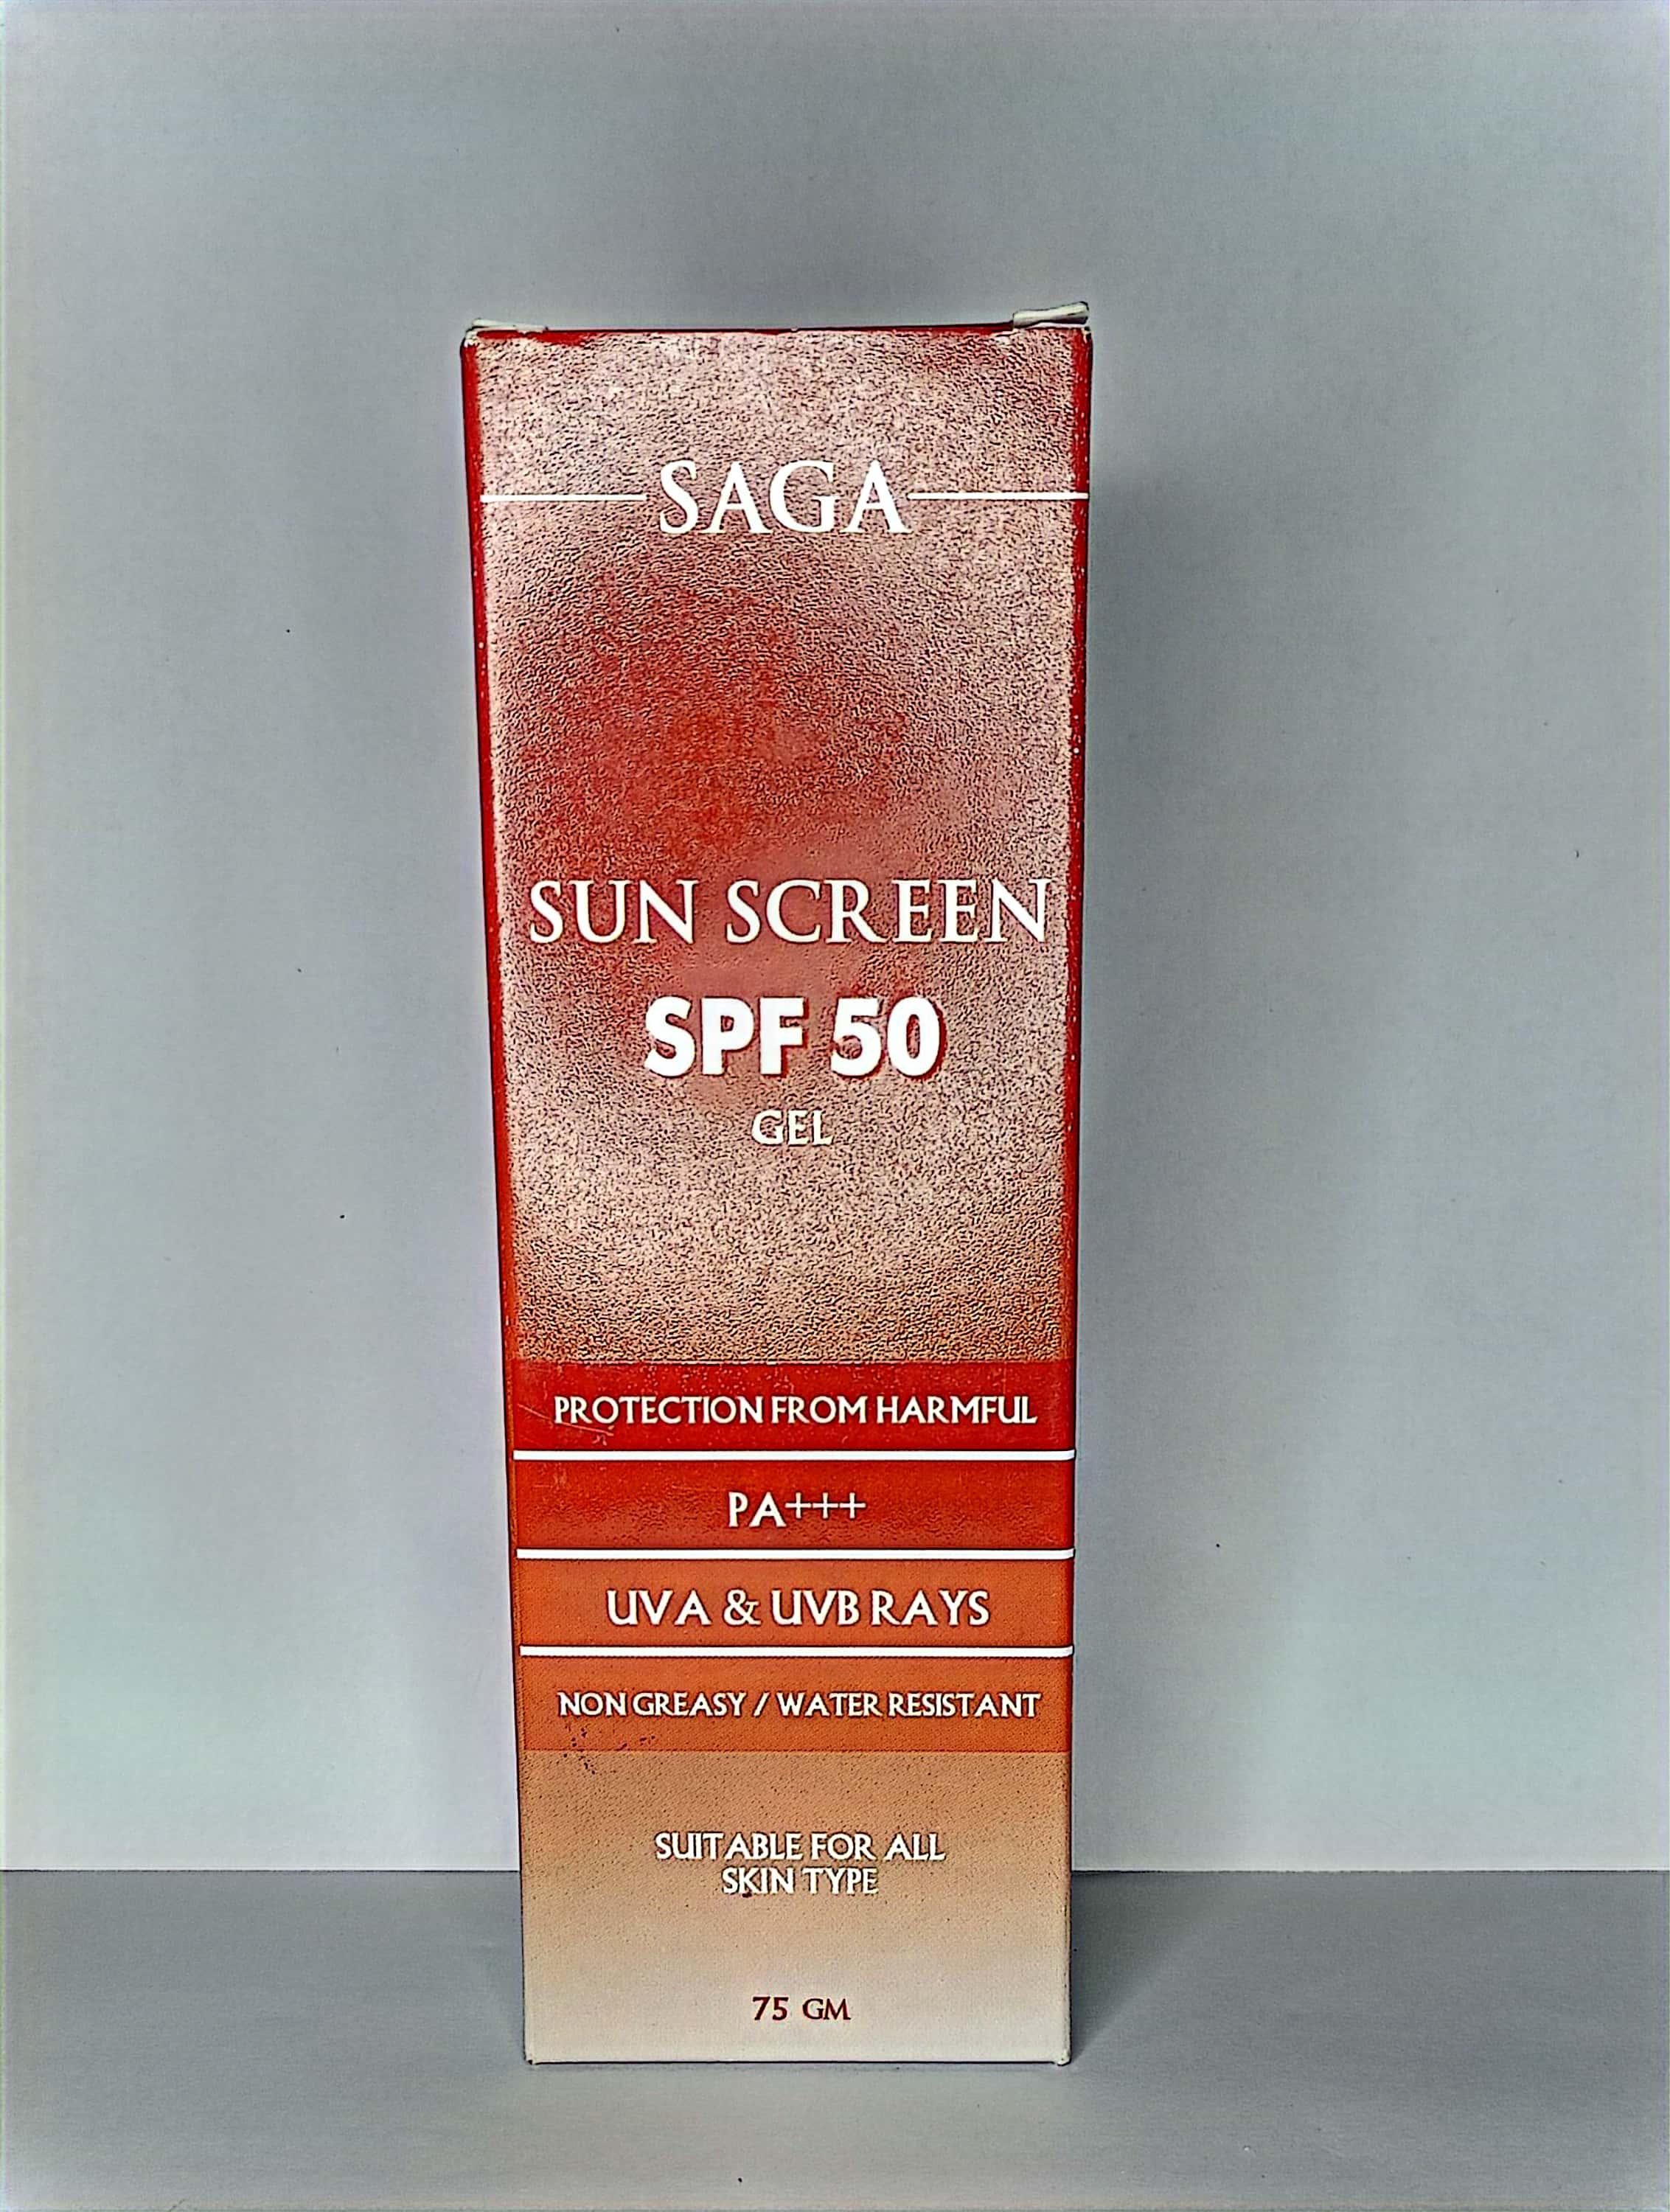 SAGA
SUN SCREEN
SPF 50
GEL
PROTECTION FROM HARMFUL
PA+++
UVA & UVB RAYS
NON GREASY / WATER RESISTANT
SUITABLE FOR ALL
SKIN TYPE
75 GM